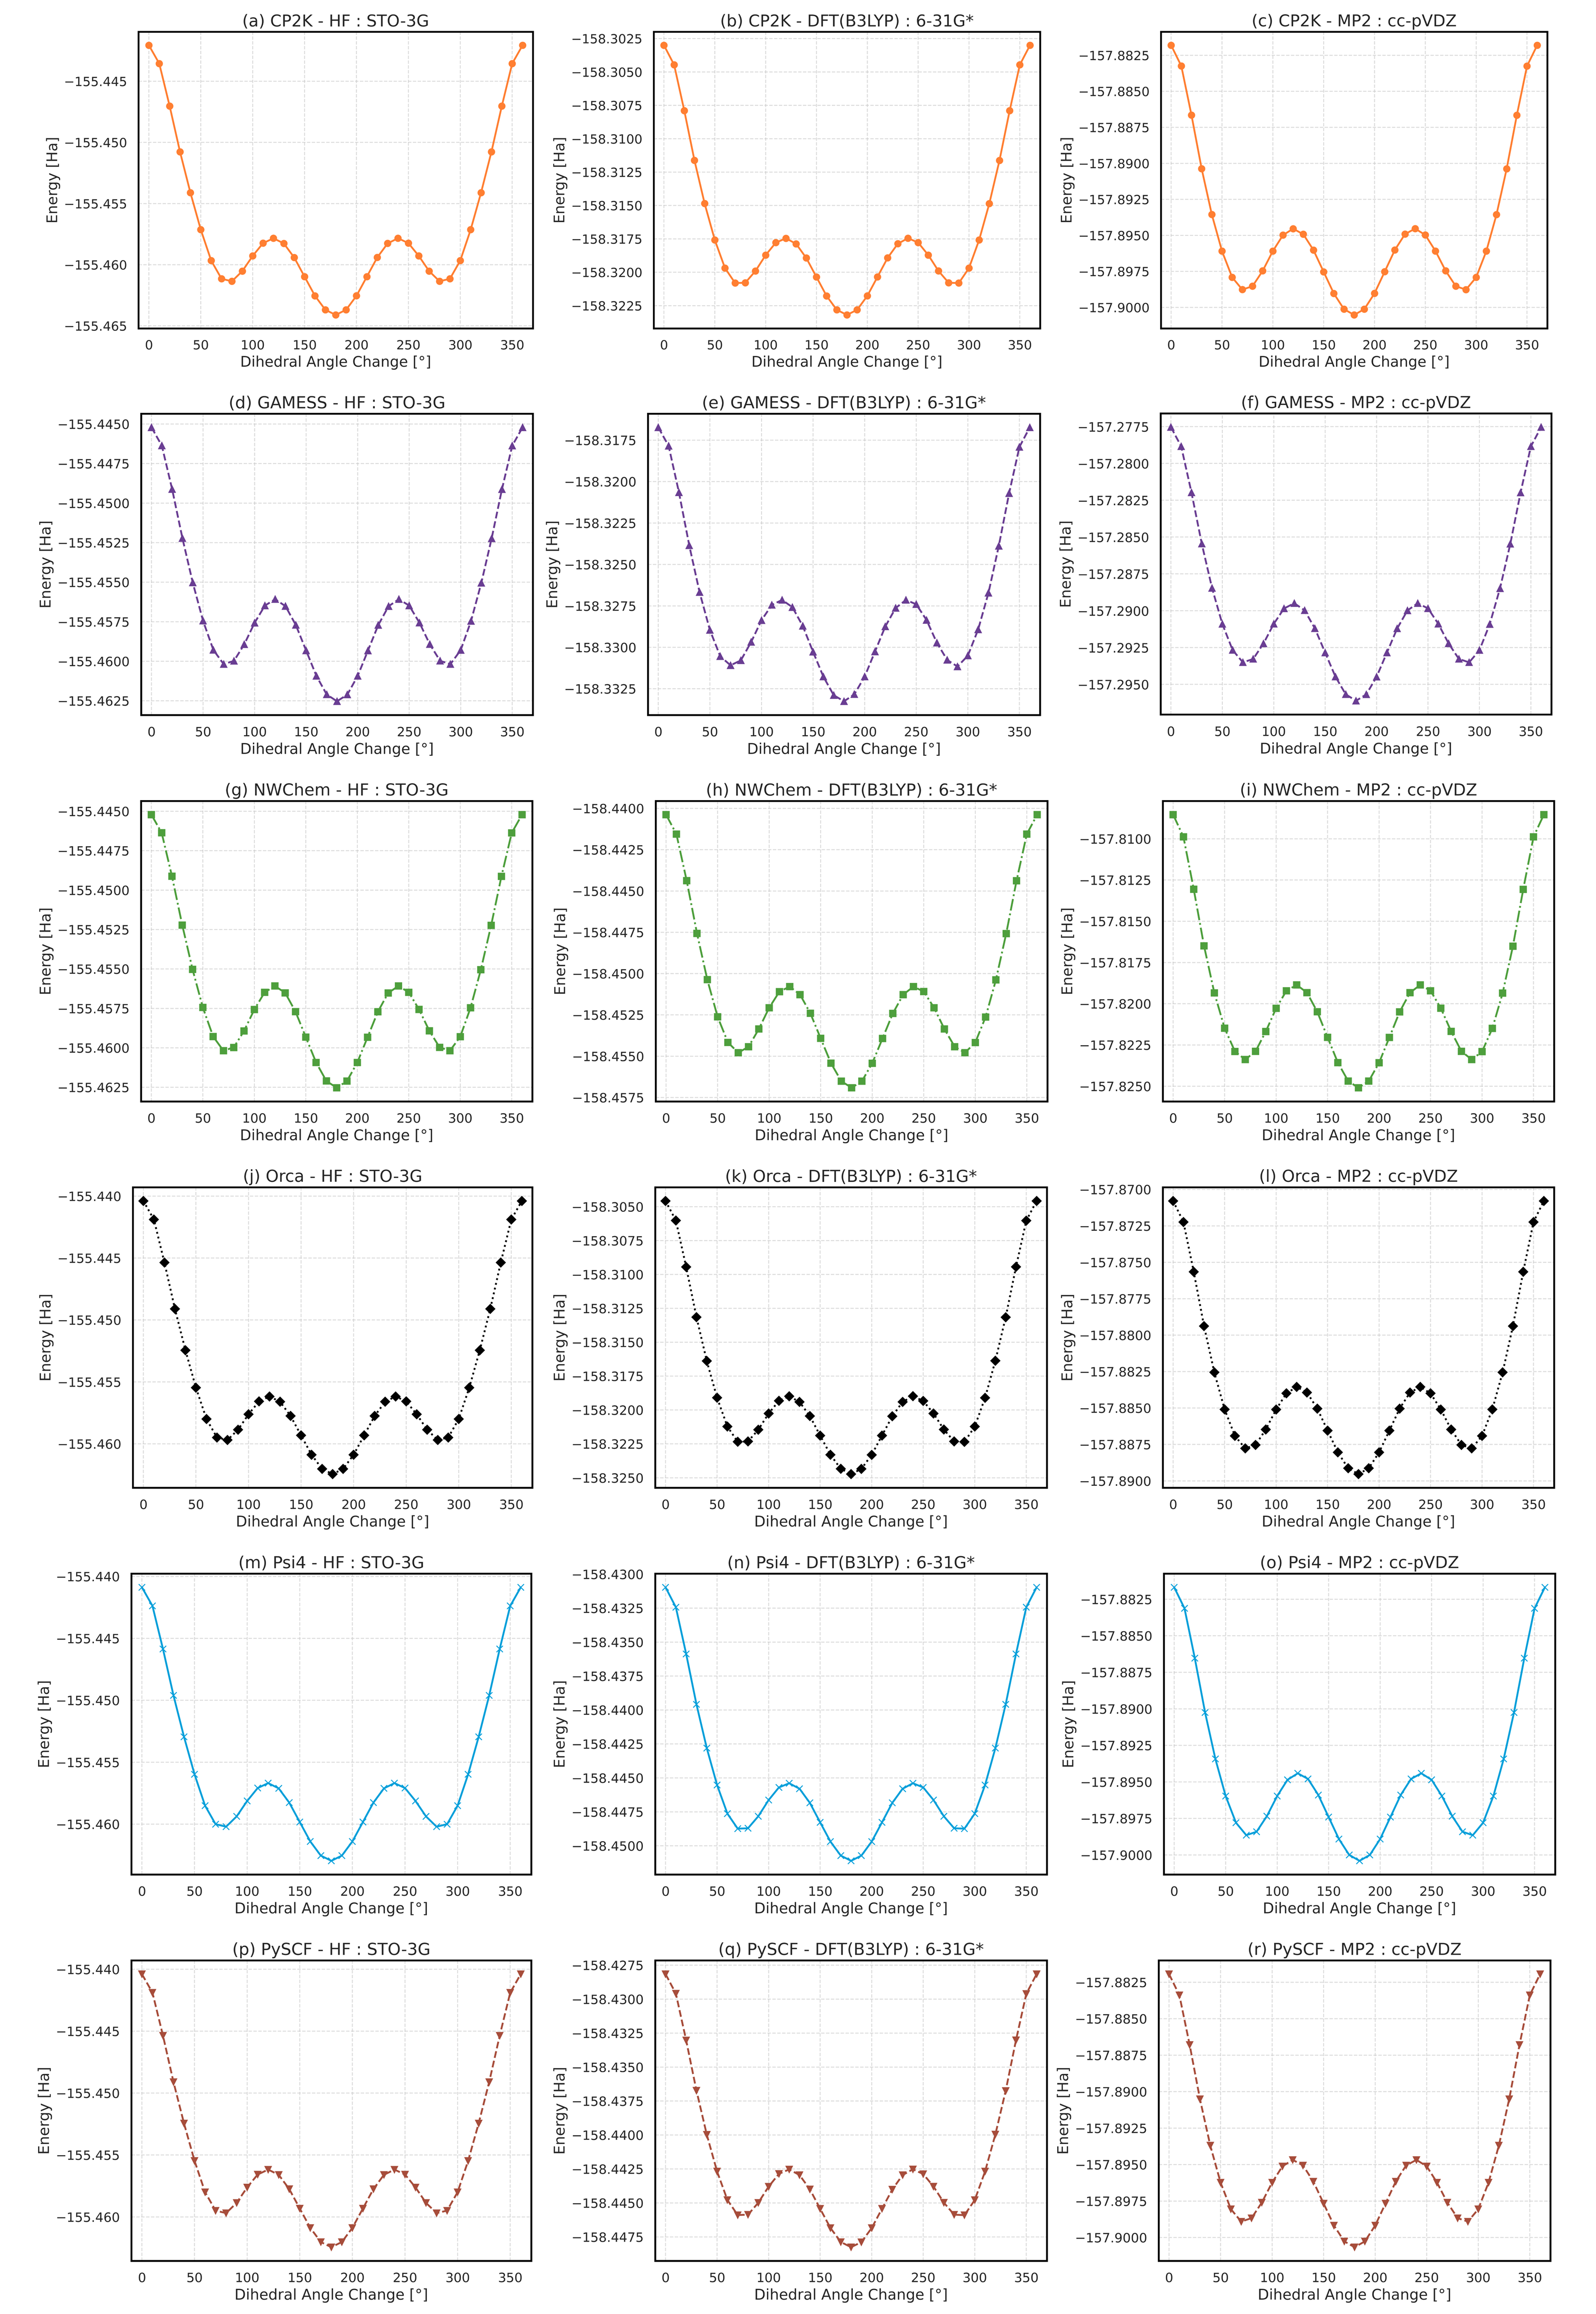 (a) CP2K - HF : STO-3G
Energy [Ha]
−155.445
−155.450
−155.455
−155.460
−155.465
0 50 100 150 200 250 300 350
Dihedral Angle Change [°]
(b) CP2K - DFT(B3LYP) : 6-31G*
Energy [Ha]
−158.3025
−158.3050
−158.3075
−158.3100
−158.3125
−158.3150
−158.3175
−158.3200
−158.3225
0 50 100 150 200 250 300 350
Dihedral Angle Change [°]
(c) CP2K - MP2 : cc-pVDZ
Energy [Ha]
−157.8825
−157.8850
−157.8875
−157.8900
−157.8925
−157.8950
−157.8975
−157.9000
0 50 100 150 200 250 300 350
Dihedral Angle Change [°]
(d) GAMESS - HF : STO-3G
Energy [Ha]
−155.4450
−155.4475
−155.4500
−155.4525
−155.4550
−155.4575
−155.4600
−155.4625
0 50 100 150 200 250 300 350
Dihedral Angle Change [°]
(e) GAMESS - DFT(B3LYP) : 6-31G*
Energy [Ha]
−158.3175
−158.3200
−158.3225
−158.3250
−158.3275
−158.3300
−158.3325
0 50 100 150 200 250 300 350
Dihedral Angle Change [°]
(f) GAMESS - MP2 : cc-pVDZ
Energy [Ha]
−157.2775
−157.2800
−157.2825
−157.2850
−157.2875
−157.2900
−157.2925
−157.2950
0 50 100 150 200 250 300 350
Dihedral Angle Change [°]
(g) NWChem - HF : STO-3G
Energy [Ha]
−155.4450
−155.4475
−155.4500
−155.4525
−155.4550
−155.4575
−155.4600
−155.4625
0 50 100 150 200 250 300 350
Dihedral Angle Change [°]
(h) NWChem - DFT(B3LYP) : 6-31G*
Energy [Ha]
−158.4400
−158.4425
−158.4450
−158.4475
−158.4500
−158.4525
−158.4550
−158.4575
0 50 100 150 200 250 300 350
Dihedral Angle Change [°]
(i) NWChem - MP2 : cc-pVDZ
Energy [Ha]
−157.8100
−157.8125
−157.8150
−157.8175
−157.8200
−157.8225
−157.8250
0 50 100 150 200 250 300 350
Dihedral Angle Change [°]
(j) Orca - HF : STO-3G
Energy [Ha]
−155.440
−155.445
−155.450
−155.455
−155.460
0 50 100 150 200 250 300 350
Dihedral Angle Change [°]
(k) Orca - DFT(B3LYP) : 6-31G*
Energy [Ha]
−158.3050
−158.3075
−158.3100
−158.3125
−158.3150
−158.3175
−158.3200
−158.3225
−158.3250
0 50 100 150 200 250 300 350
Dihedral Angle Change [°]
(l) Orca - MP2 : cc-pVDZ
Energy [Ha]
−157.8700
−157.8725
−157.8750
−157.8775
−157.8800
−157.8825
−157.8850
−157.8875
−157.8900
0 50 100 150 200 250 300 350
Dihedral Angle Change [°]
(m) Psi4 - HF : STO-3G
Energy [Ha]
−155.440
−155.445
−155.450
−155.455
−155.460
0 50 100 150 200 250 300 350
Dihedral Angle Change [°]
(n) Psi4 - DFT(B3LYP) : 6-31G*
Energy [Ha]
−158.4300
−158.4325
−158.4350
−158.4375
−158.4400
−158.4425
−158.4450
−158.4475
−158.4500
0 50 100 150 200 250 300 350
Dihedral Angle Change [°]
(o) Psi4 - MP2 : cc-pVDZ
Energy [Ha]
−157.8825
−157.8850
−157.8875
−157.8900
−157.8925
−157.8950
−157.8975
−157.9000
0 50 100 150 200 250 300 350
Dihedral Angle Change [°]
(p) PySCF - HF : STO-3G
Energy [Ha]
−155.440
−155.445
−155.450
−155.455
−155.460
0 50 100 150 200 250 300 350
Dihedral Angle Change [°]
(q) PySCF - DFT(B3LYP) : 6-31G*
Energy [Ha]
−158.4275
−158.4300
−158.4325
−158.4350
−158.4375
−158.4400
−158.4425
−158.4450
−158.4475
0 50 100 150 200 250 300 350
Dihedral Angle Change [°]
(r) PySCF - MP2 : cc-pVDZ
Energy [Ha]
−157.8825
−157.8850
−157.8875
−157.8900
−157.8925
−157.8950
−157.8975
−157.9000
0 50 100 150 200 250 300 350
Dihedral Angle Change [°]